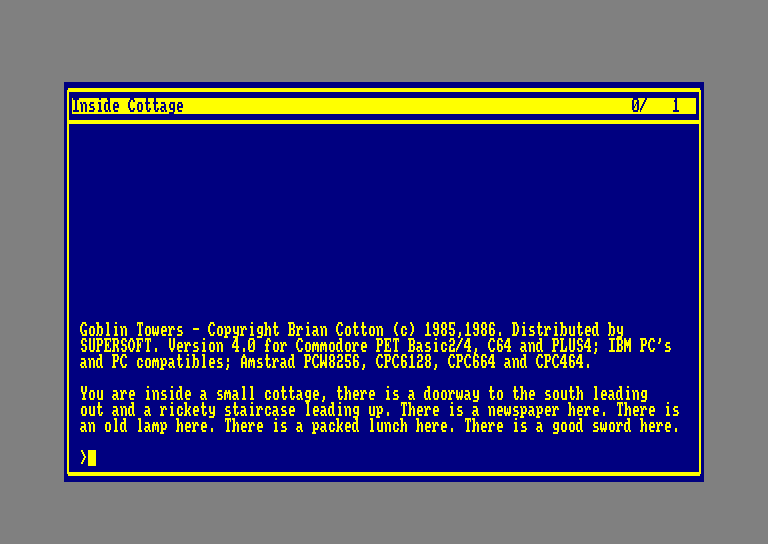 Inside Cottage 0/ 1
Goblin Towers - Copyright Brian Cotton (c) 1985,1986. Distributed by
SUPERSOFT. Version 4.0 for Commodore PET Basic2/4, C64 and PLUS4; IBM PC's
and PC compatibles; Amstrad PCW8256, CPC6128, CPC664 and CPC464.
You are inside a small cottage, there is a doorway to the south leading
out and a rickety staircase leading up. There is a newspaper here. There is
an old lamp here. There is a packed lunch here. There is a good sword here.
>